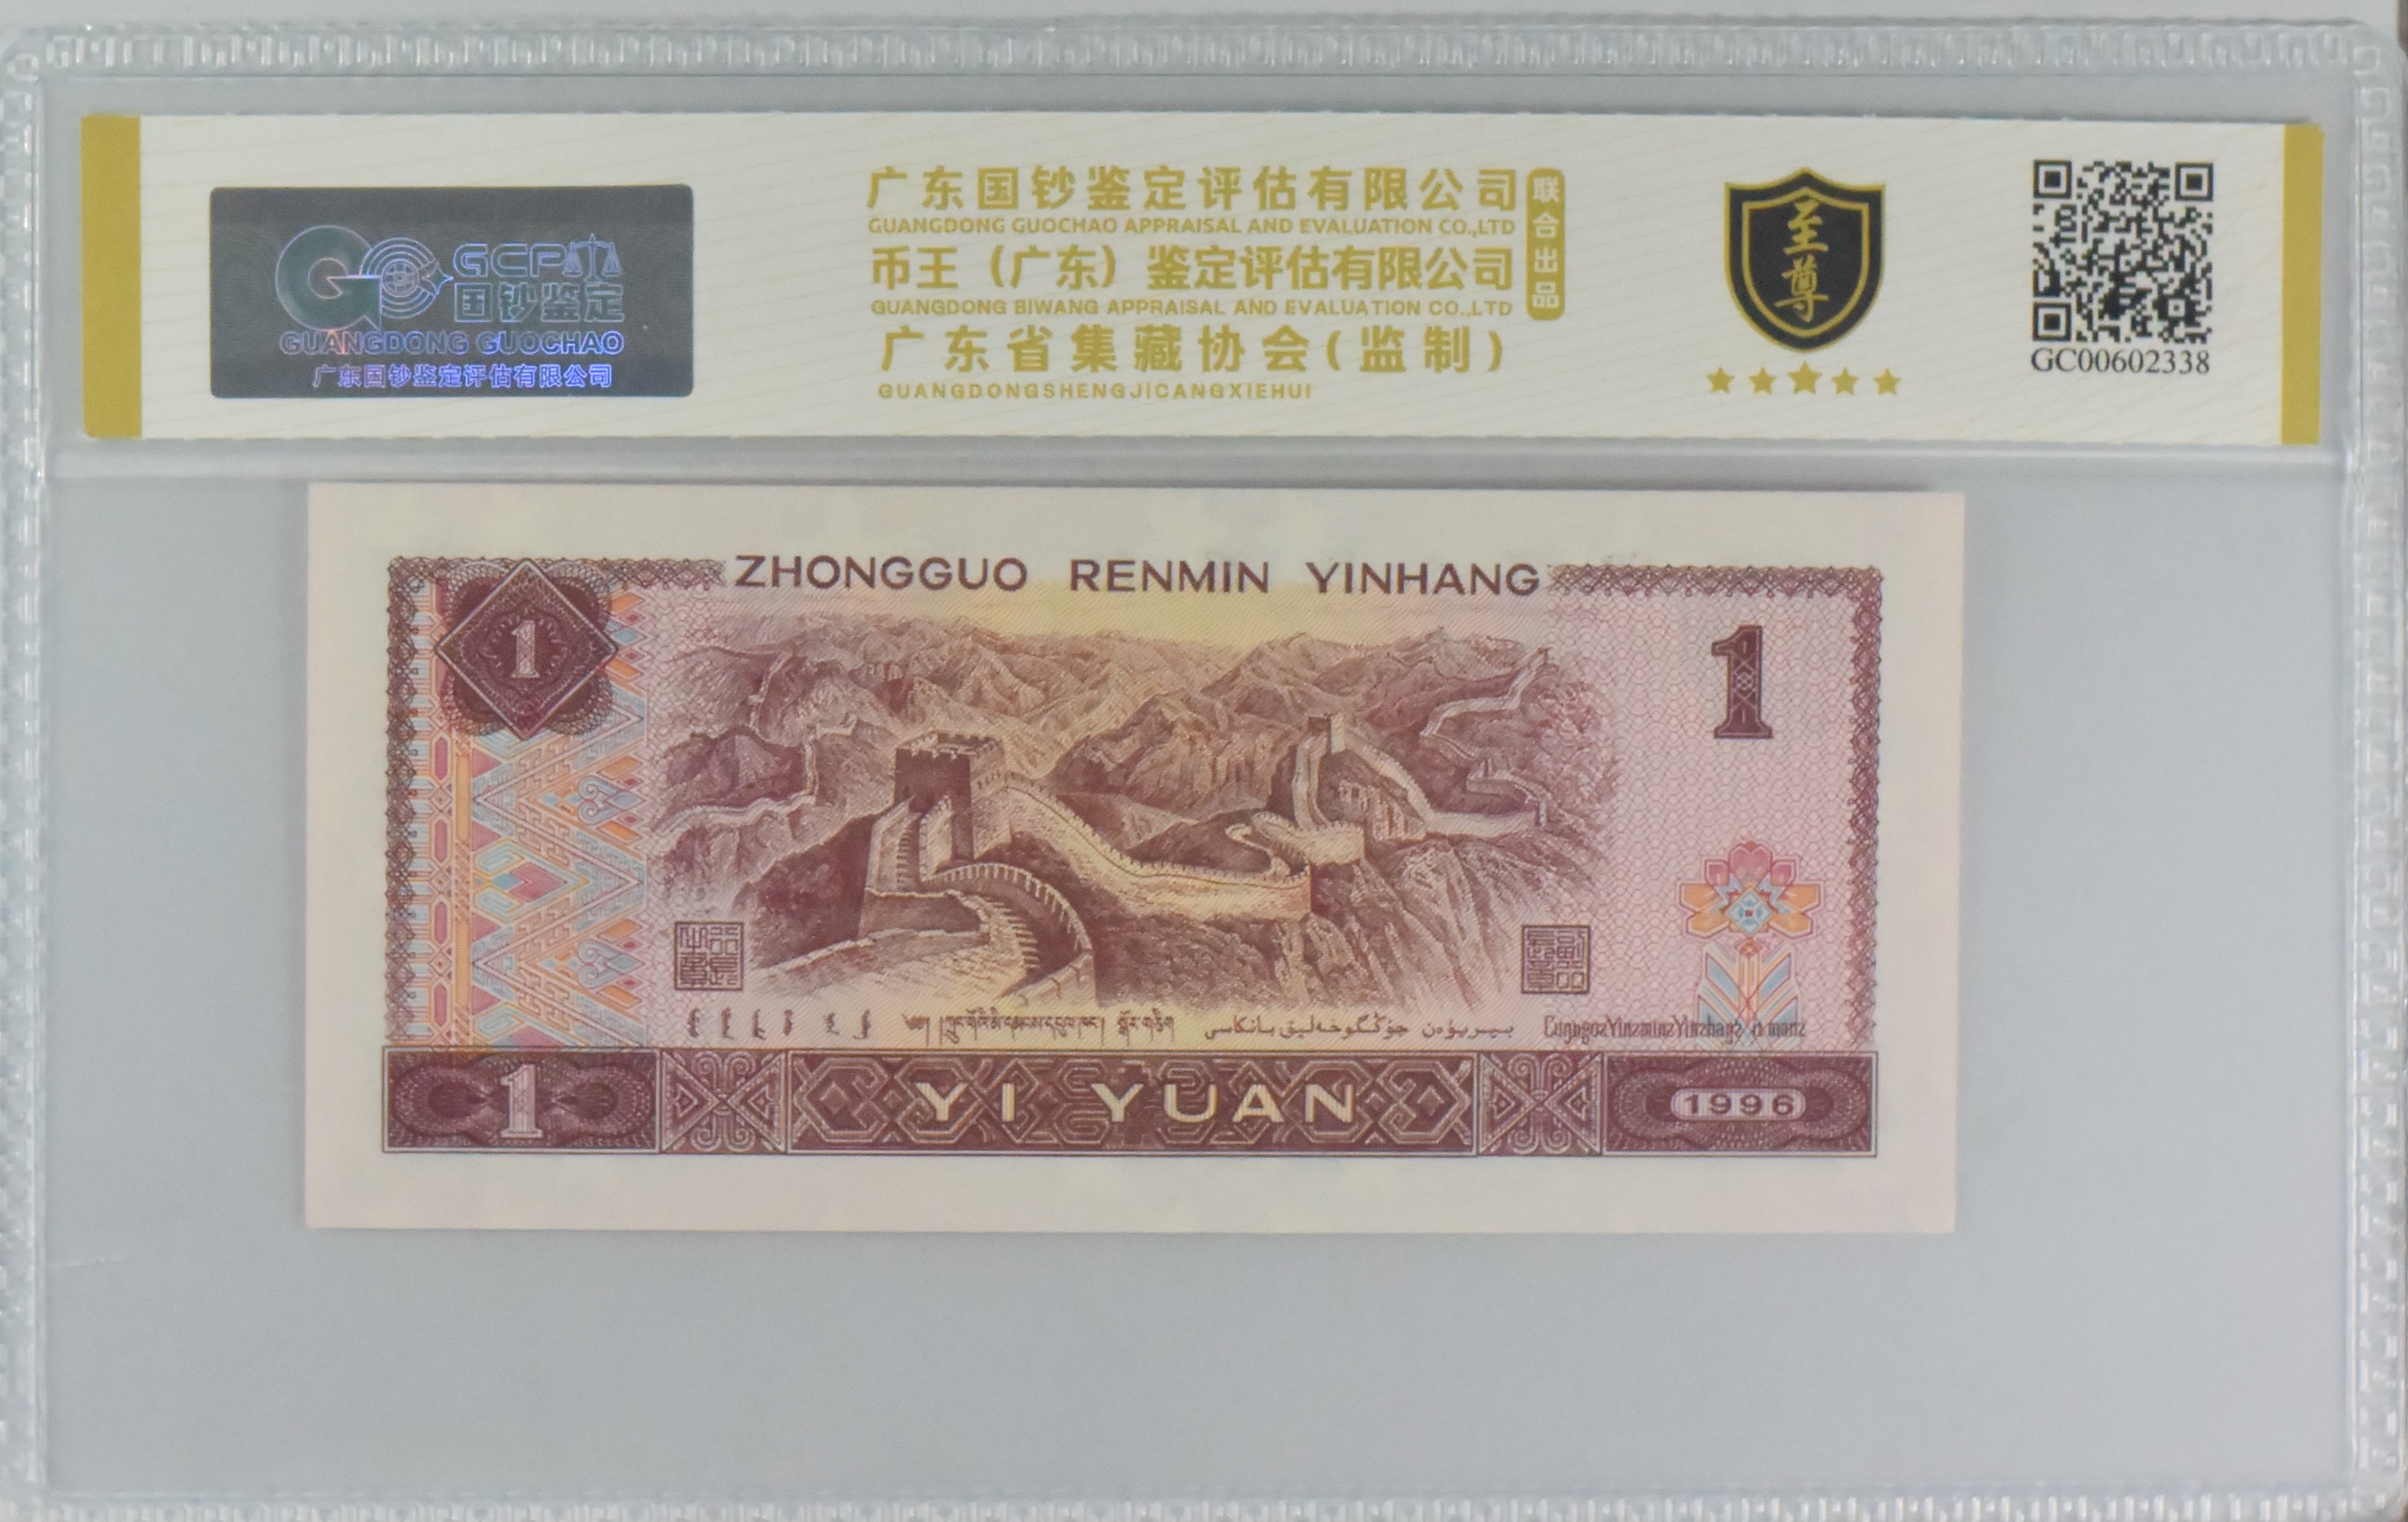 GCP
国钞鉴定
GUANGDONG GUOCHAO
广东国钞鉴定评估有限公司
广东国钞鉴定评估有限公司
GUANGDONG GUOCHAO APPRAISAL AND EVALUATION CO.,LTD
币王（广东）鉴定评估有限公司
GUANGDONG BIWANG APPRAISAL AND EVALUATION CO.,LTD
广东省集藏协会(监制)
GUANGDONGSHENGJICANGXIEHUI
联合出品
至尊
GC00602338
ZHONGGUO RENMIN YINHANG
1
1
1
YI YUAN
1996